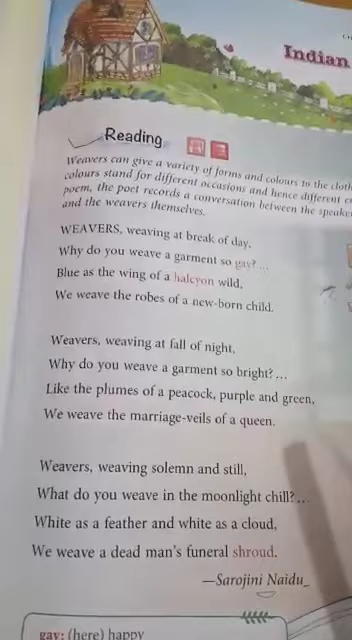 Indian
Reading
Weavers can give a variety of forms and colours to the
colours stand for different occasions and hence different
poem, the poet records a conversation between the
and the weavers themselves.
WEAVERS, weaving at break of day,
Why do you weave a garment so gay?...
Blue as the wing of a halcyon wild,
We weave the robes of a new-born child.
Weavers, weaving at fall of night,
Why do you weave a garment so bright?...
Like the plumes of a peacock, purple and green,
We weave the marriage-veils of a queen.
Weavers, weaving solemn and still,
What do you weave in the moonlight chill?...
White as a feather and white as a cloud,
We weave a dead man's funeral shroud.
—Sarojini Naidu
gay: (here) happy